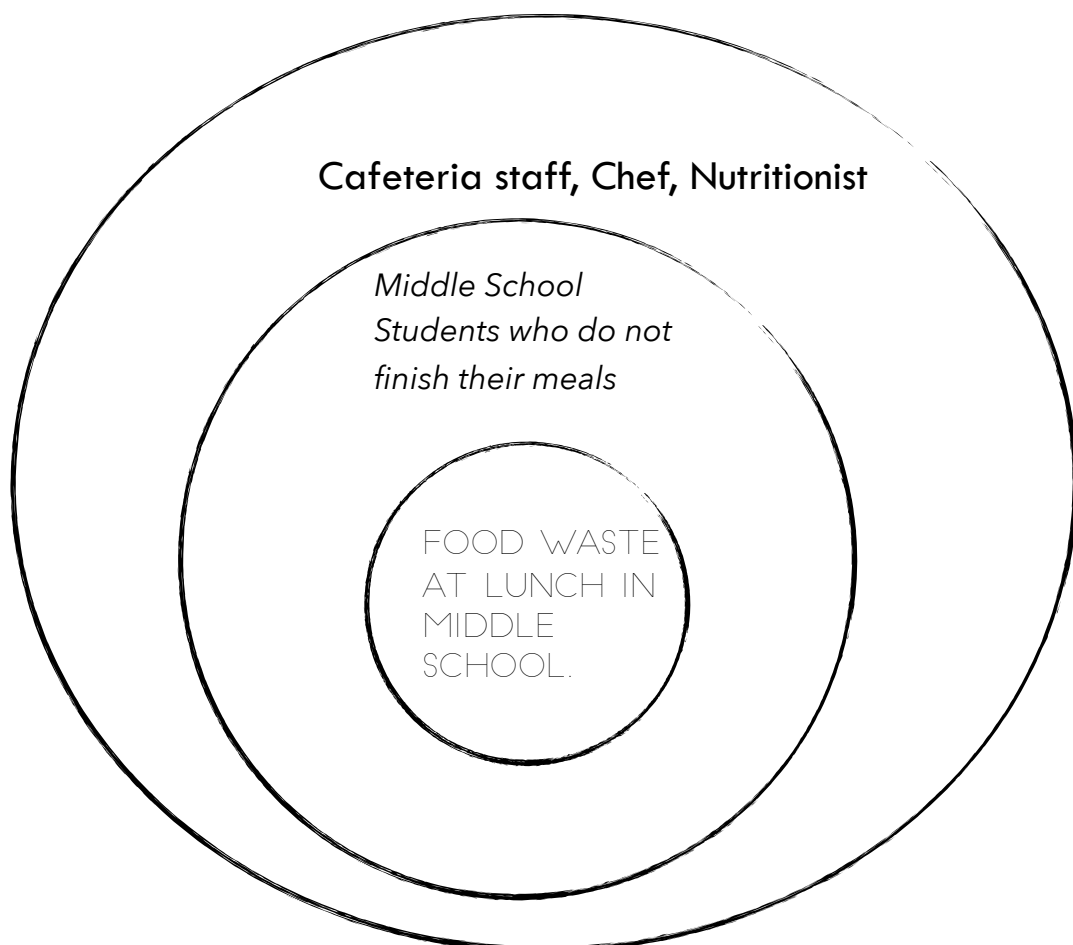 Cafeteria staff, Chef, Nutritionist
Middle School
Students who do not
finish their meals
FOOD WASTE
AT LUNCH IN
MIDDLE
SCHOOL.